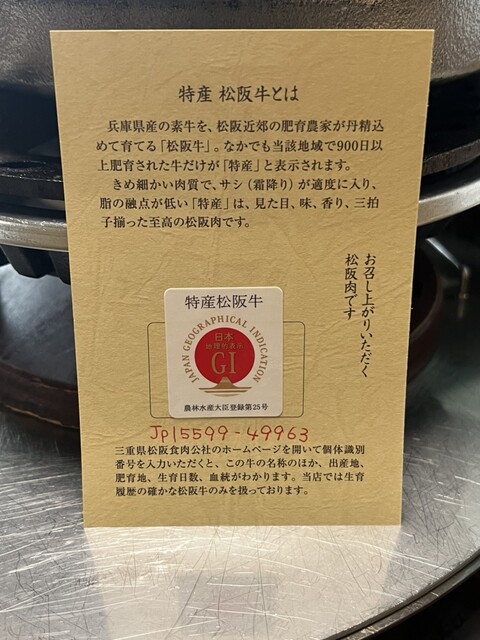 特産 松阪牛とは
兵庫県産の素牛を、松阪近郊の肥育農家が丹精込
めて育てる「松阪牛」。なかでも当該地域で900日以
上肥育された牛だけが「特産」と表示されます。
きめ細かい肉質で、サシ（霜降り）が適度に入り、
脂の融点が低い「特産」は、見た目、味、香り、三拍
子揃った至高の松阪肉です。
お召し上がりいただく
松阪肉です
特産松阪牛
JAPAN GEOGRAPHICAL INDICATION
日本
地理的表示
GI
農林水産大臣登録第25号
JP15599-49963
三重県松阪食肉公社のホームページを開いて個体識別
番号を入力いただくと、この牛の名称のほか、出産地、
肥育地、生育日数、血統がわかります。当店では生育
履歴の確かな松阪牛のみを扱っております。